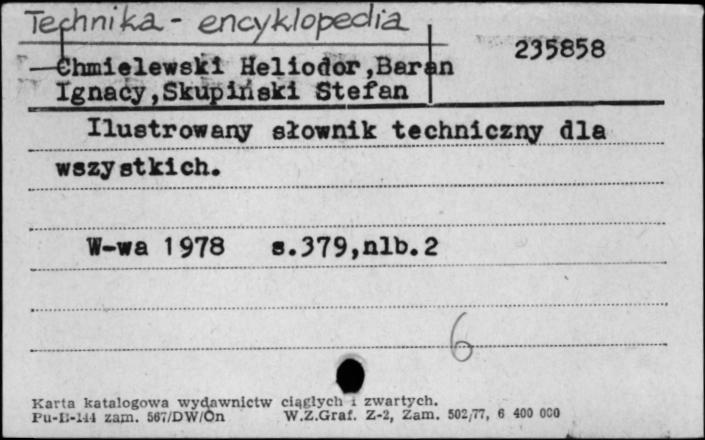 Technika - encyklopedia
235858
Chmielewski Heliodor,Baran
Ignacy,Skupiński Stefan
Ilustrowany słownik techniczny dla
wszystkich.
W-wa 1978 s.379,nlb.2
6
Karta katalogowa wydawnictw ciągłych i zwartych.
Pu-B-144 zam. 567/DW/On W.Z.Graf. Z-2, Zam. 502/77, 6 400 000